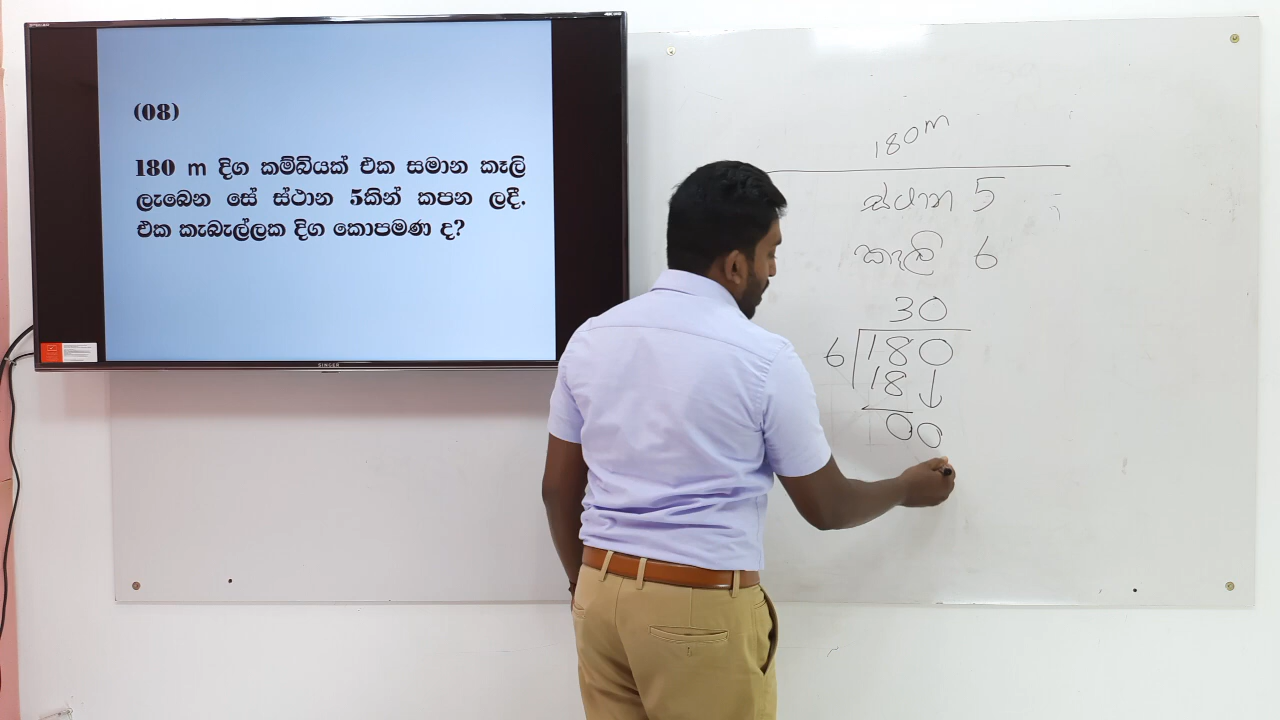 (08)
180 m දිග කම්බියක් එක සමාන කෑලි
ලැබෙන සේ ස්ථාන 5කින් කපන ලදී.
එක කැබැල්ලක දිග කොපමණ ද?
SINGER
180m
ස්ථාන 5
කෑලි 6
30
6 180
18 ↓
00